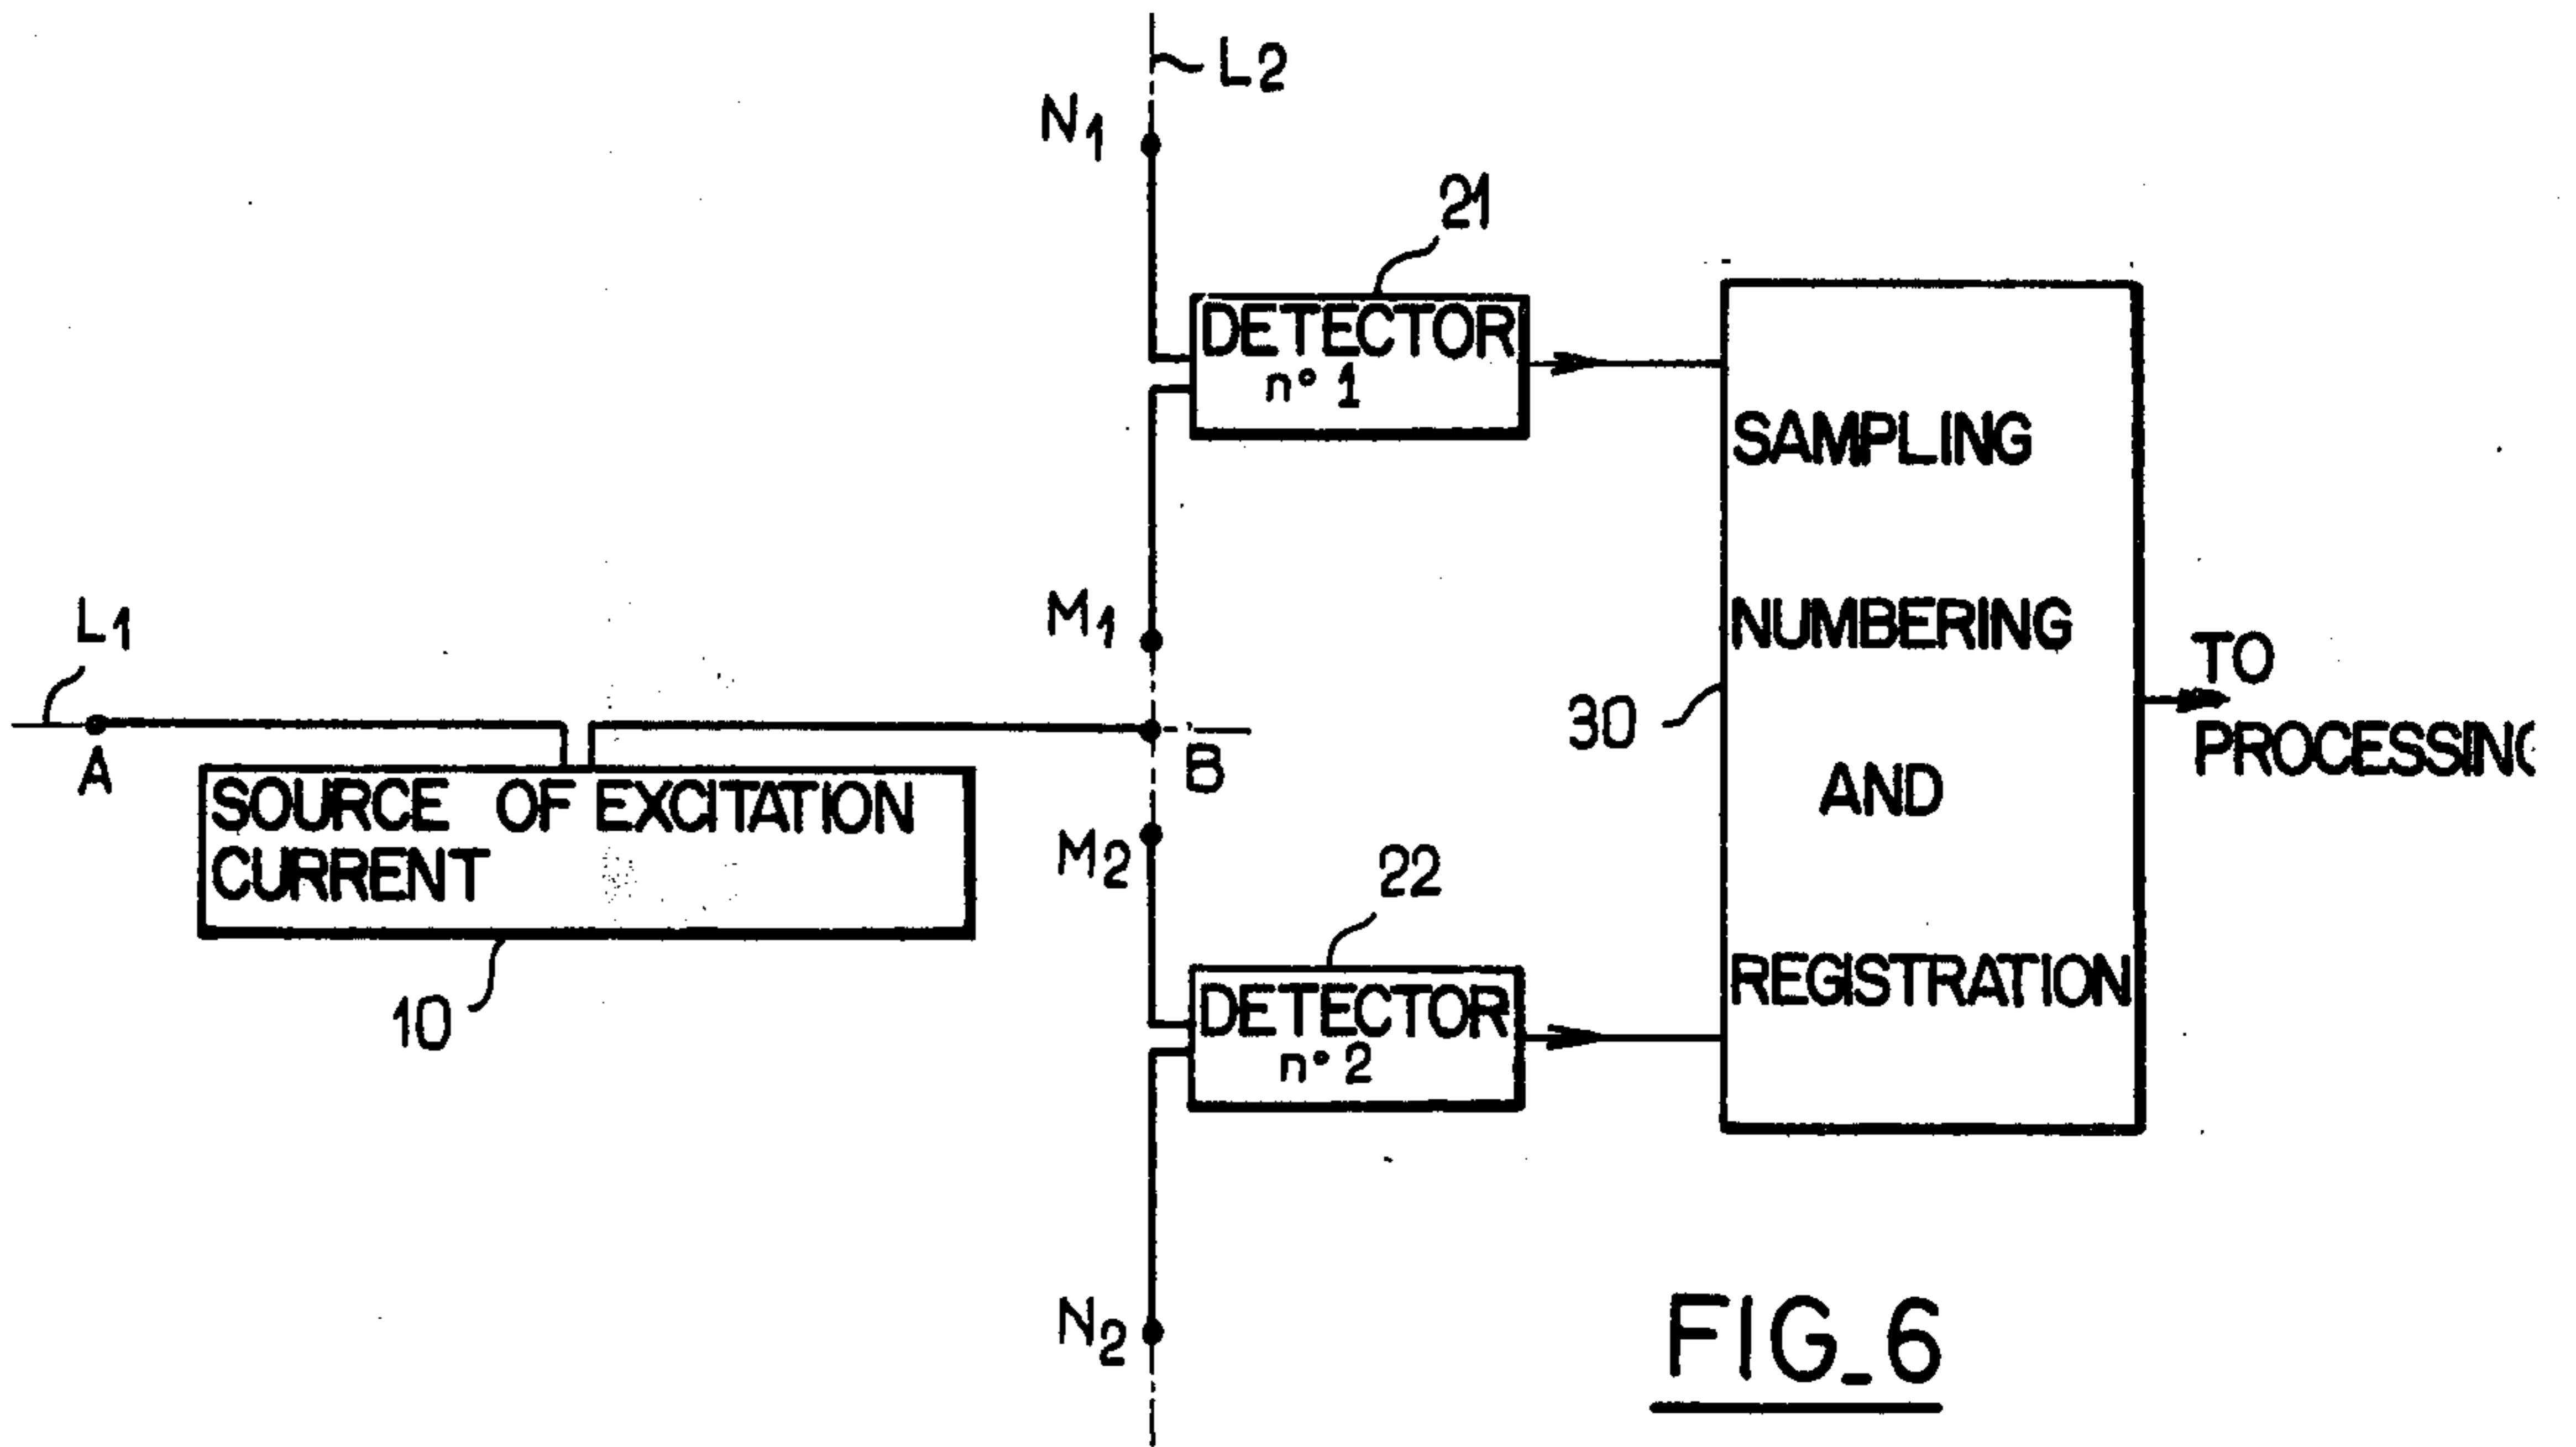 L2
N1
21
DETECTOR
n° 1
SAMPLING
NUMBERING
AND
REGISTRATION
30
TO
L1
M1
A
B
SOURCE OF EXCITATION
CURRENT
10
M2
22
DETECTOR
n° 2
N2
FIG_6